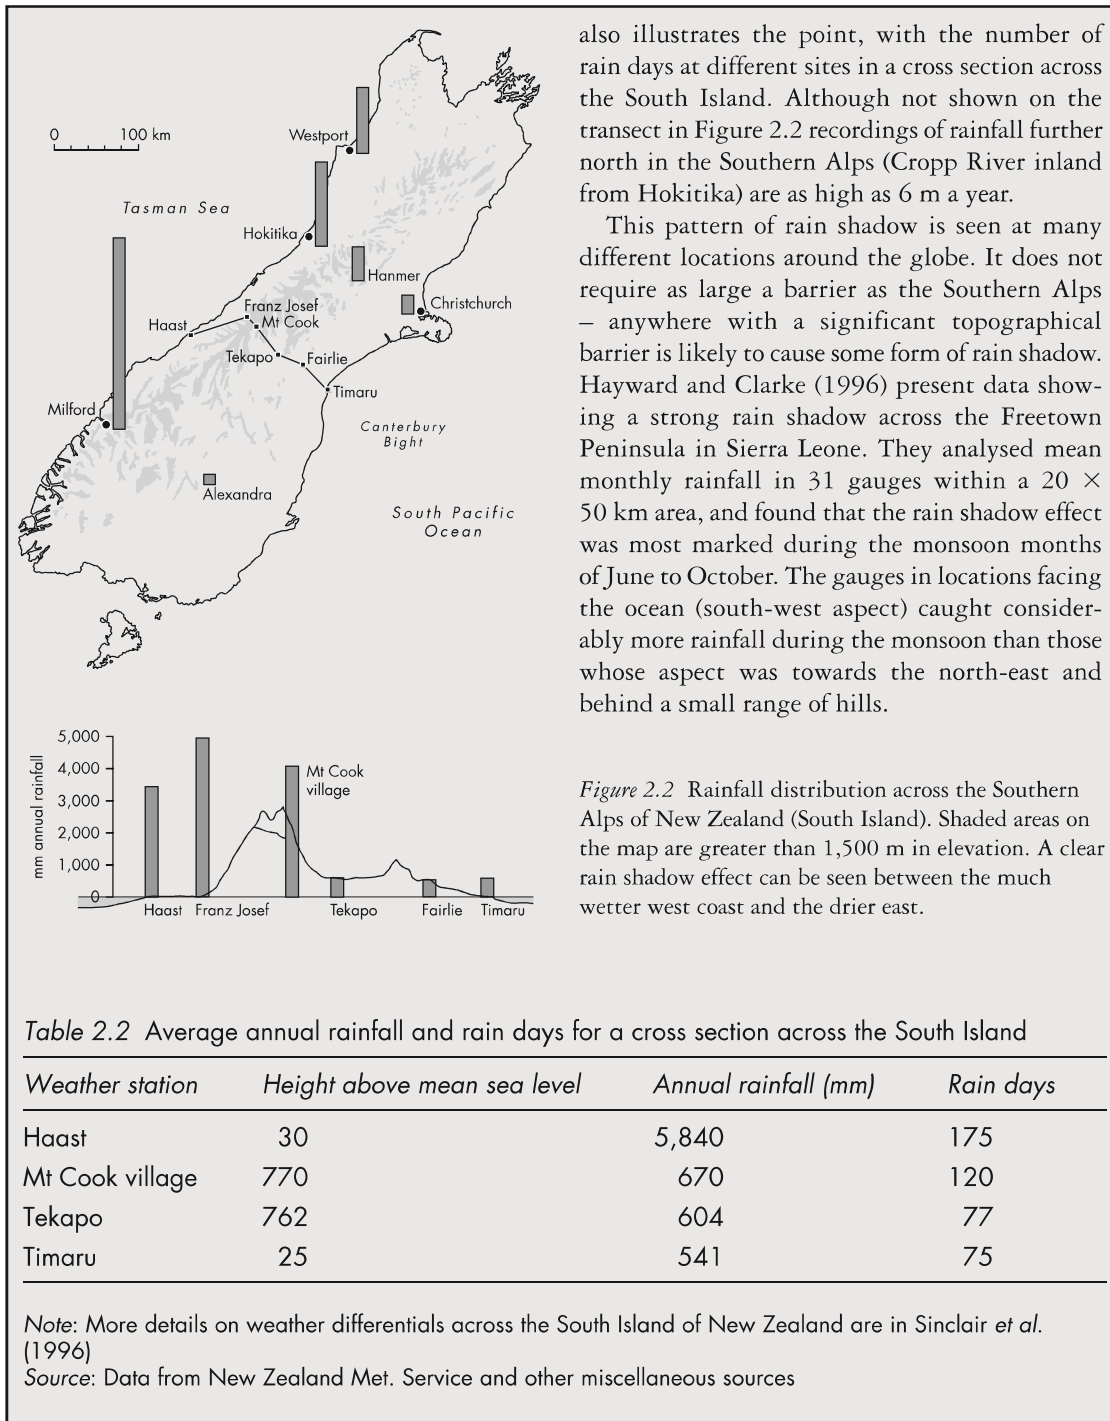 also illustrates the point, with the number of
rain days at different sites in a cross section across
the South Island. Although not shown on the
transect in Figure 2.2 recordings of rainfall further
north in the Southern Alps (Cropp River inland
from Hokitika) are as high as 6 m a year.
This pattern of rain shadow is seen at many
different locations around the globe. It does not
require as large a barrier as the Southern Alps
– anywhere with a significant topographical
barrier is likely to cause some form of rain shadow.
Hayward and Clarke (1996) present data show-
ing a strong rain shadow across the Freetown
Peninsula in Sierra Leone. They analysed mean
monthly rainfall in 31 gauges within a 20 ×
50 km area, and found that the rain shadow effect
was most marked during the monsoon months
of June to October. The gauges in locations facing
the ocean (south-west aspect) caught consider-
ably more rainfall during the monsoon than those
whose aspect was towards the north-east and
behind a small range of hills.
0 100 km
Westport
Tasman Sea
Hokitika
Hanmer
Franz Josef
Christchurch
Haast
Mt Cook
Tekapo
Fairlie
Timaru
Milford
Canterbury
Bight
Alexandra
South Pacific
Ocean
mm annual rainfall
5,000
4,000
3,000
2,000
1,000
0
Mt Cook
village
Haast Franz Josef Tekapo Fairlie Timaru
Figure 2.2 Rainfall distribution across the Southern
Alps of New Zealand (South Island). Shaded areas on
the map are greater than 1,500 m in elevation. A clear
rain shadow effect can be seen between the much
wetter west coast and the drier east.
Table 2.2 Average annual rainfall and rain days for a cross section across the South Island
Weather station Height above mean sea level Annual rainfall (mm) Rain days
Haast 30 5,840 175
Mt Cook village 770 670 120
Tekapo 762 604 77
Timaru 25 541 75
Note: More details on weather differentials across the South Island of New Zealand are in Sinclair et al.
(1996)
Source: Data from New Zealand Met. Service and other miscellaneous sources